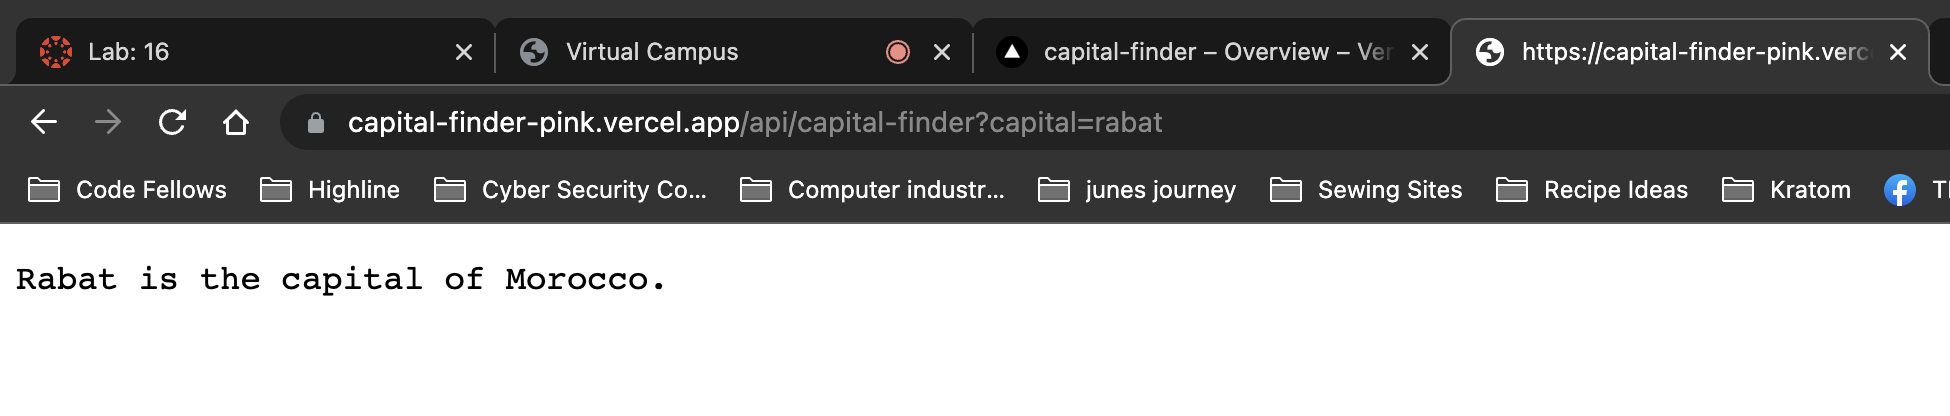 Lab: 16
Virtual Campus
capital-finder – Overview – Ver
https://capital-finder-pink.verc
capital-finder-pink.vercel.app/api/capital-finder?capital=rabat
Code Fellows
Highline
Cyber Security Co...
Computer industr...
junes journey
Sewing Sites
Recipe Ideas
Kratom
Rabat is the capital of Morocco.